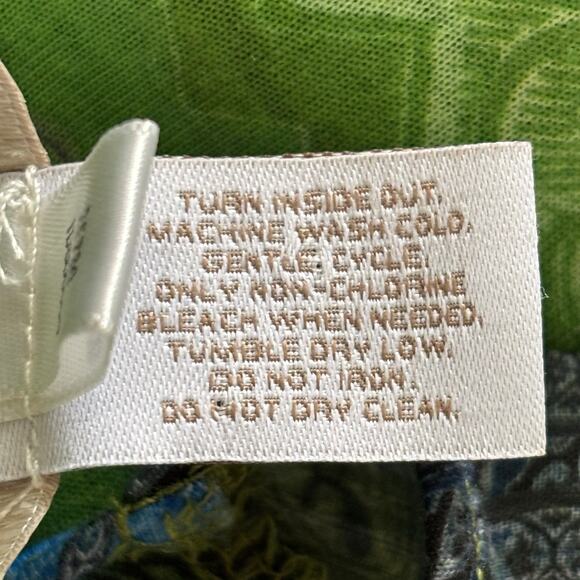 TURN INSIDE OUT.
MACHINE WASH COLD.
GENTLE CYCLE.
ONLY NON-CHLORINE
BLEACH WHEN NEEDED.
TUMBLE DRY LOW.
DO NOT IRON.
DO NOT DRY CLEAN.